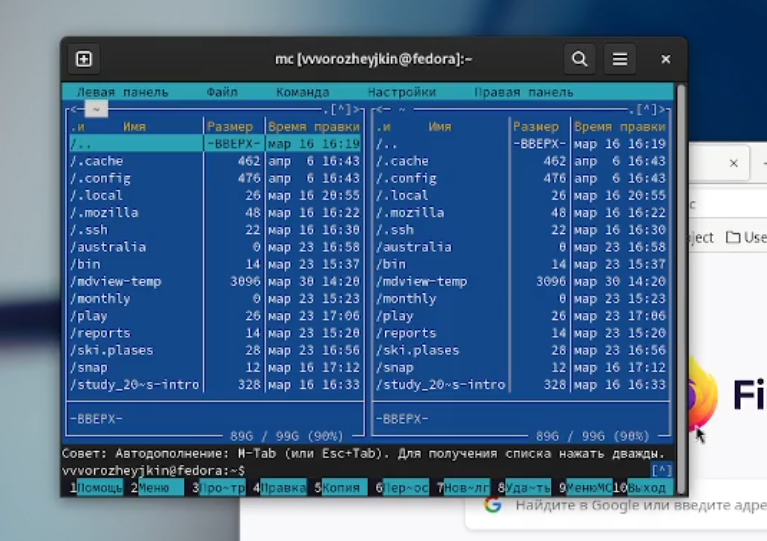 mc [vvvorozheyjkin@fedora]:~
Левая панель Файл Команда Настройки Правая панель
<─ ~ .[^]>
.и Имя Размер Время правки
/.. -ВВЕРХ- мар 16 16:19
/.cache 462 апр 6 16:43
/.config 476 апр 6 16:43
/.local 26 мар 16 20:55
/.mozilla 48 мар 16 16:22
/.ssh 22 мар 16 16:30
/australia 0 мар 23 16:58
/bin 14 мар 23 15:37
/mdview-temp 3096 мар 30 14:20
/monthly 0 мар 23 15:23
/play 26 мар 23 17:06
/reports 14 мар 23 15:20
/ski.plases 28 мар 23 16:56
/snap 12 мар 16 17:12
/study_20~s-intro 328 мар 16 16:33
-ВВЕРХ-
89G / 99G (90%)
<─ ~ .[^]>
.и Имя Размер Время правки
/.. -ВВЕРХ- мар 16 16:19
/.cache 462 апр 6 16:43
/.config 476 апр 6 16:43
/.local 26 мар 16 20:55
/.mozilla 48 мар 16 16:22
/.ssh 22 мар 16 16:30
/australia 0 мар 23 16:58
/bin 14 мар 23 15:37
/mdview-temp 3096 мар 30 14:20
/monthly 0 мар 23 15:23
/play 26 мар 23 17:06
/reports 14 мар 23 15:20
/ski.plases 28 мар 23 16:56
/snap 12 мар 16 17:12
/study_20~s-intro 328 мар 16 16:33
-ВВЕРХ-
89G / 99G (90%)
Совет: Автодополнение: M-Tab (или Esc+Tab). Для получения списка нажать дважды.
vvvorozheyjkin@fedora:~$ [^]
1Помощь 2Меню 3Про~тр 4Правка 5Копия 6Пер~ос 7Нов~лг 8Уда~ть 9МенюMC 10Выход
c
ject Use
Fi
Найдите в Google или введите адре